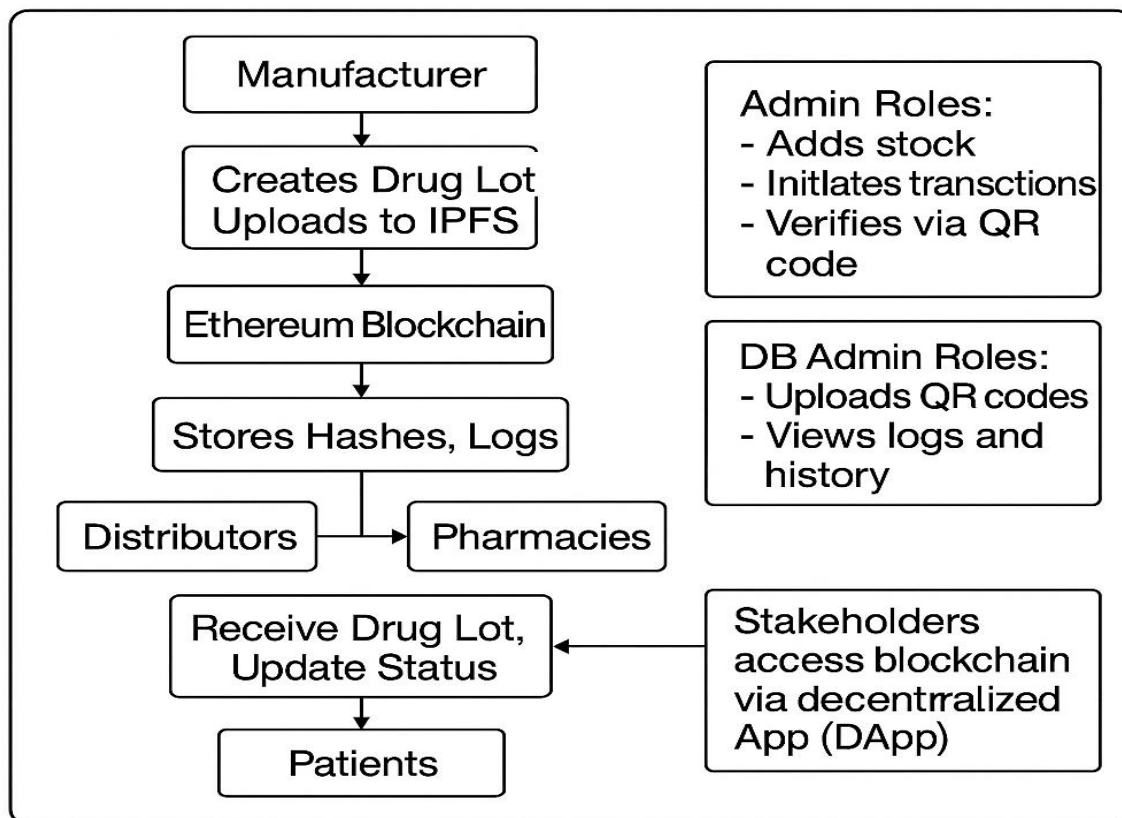 Manufacturer
Creates Drug Lot
Uploads to IPFS
Ethereum Blockchain
Stores Hashes, Logs
Distributors
Pharmacies
Receive Drug Lot,
Update Status
Patients
Admin Roles:
- Adds stock
- Initlates transctions
- Verifies via QR
code
DB Admin Roles:
- Uploads QR codes
- Views logs and
history
Stakeholders
access blockchain
via decentrralized
App (DApp)